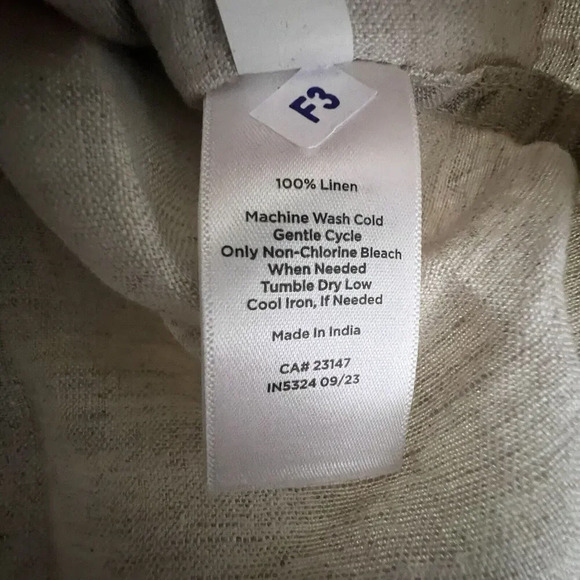 F3
100% Linen
Machine Wash Cold
Gentle Cycle
Only Non-Chlorine Bleach
When Needed
Tumble Dry Low
Cool Iron, If Needed
Made In India
CA# 23147
IN5324 09/23